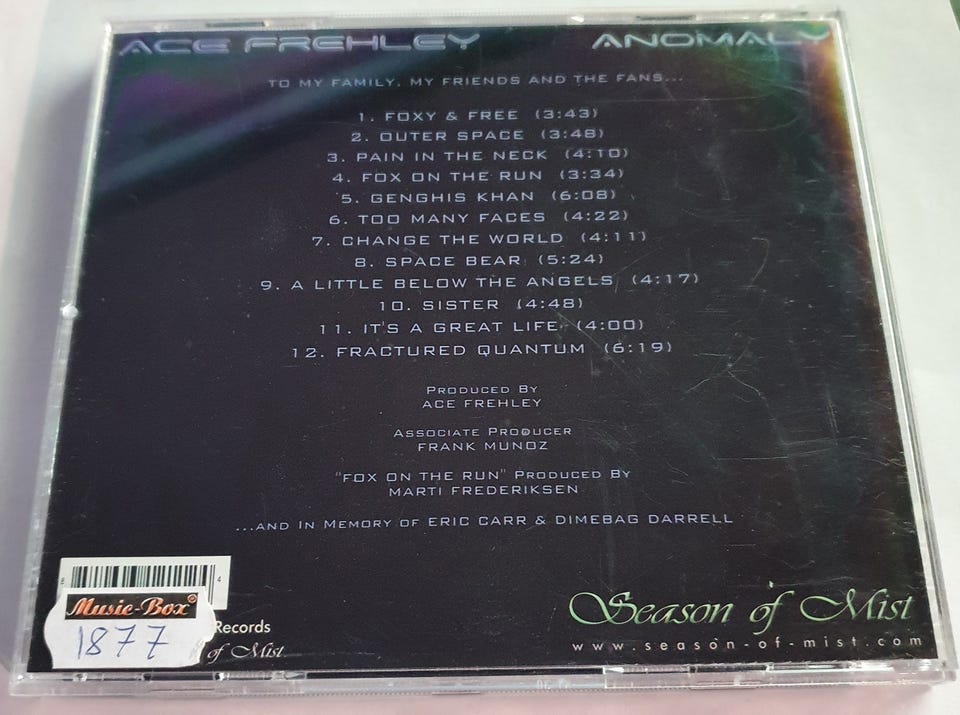 ACE FREHLEY ANOMALY
TO MY FAMILY, MY FRIENDS AND THE FANS...
1. FOXY & FREE (3:43)
2. OUTER SPACE (3:48)
3. PAIN IN THE NECK (4:10)
4. FOX ON THE RUN (3:34)
5. GENGHIS KHAN (6:08)
6. TOO MANY FACES (4:22)
7. CHANGE THE WORLD (4:11)
8. SPACE BEAR (5:24)
9. A LITTLE BELOW THE ANGELS (4:17)
10. SISTER (4:48)
11. IT'S A GREAT LIFE (4:00)
12. FRACTURED QUANTUM (6:19)
PRODUCED BY
ACE FREHLEY
ASSOCIATE PRODUCER
FRANK MUNOZ
"FOX ON THE RUN" PRODUCED BY
MARTI FREDERIKSEN
...AND IN MEMORY OF ERIC CARR & DIMEBAG DARRELL
4
Music-Box®
1877
Records
of Mist
Season of Mist
www.season-of-mist.com